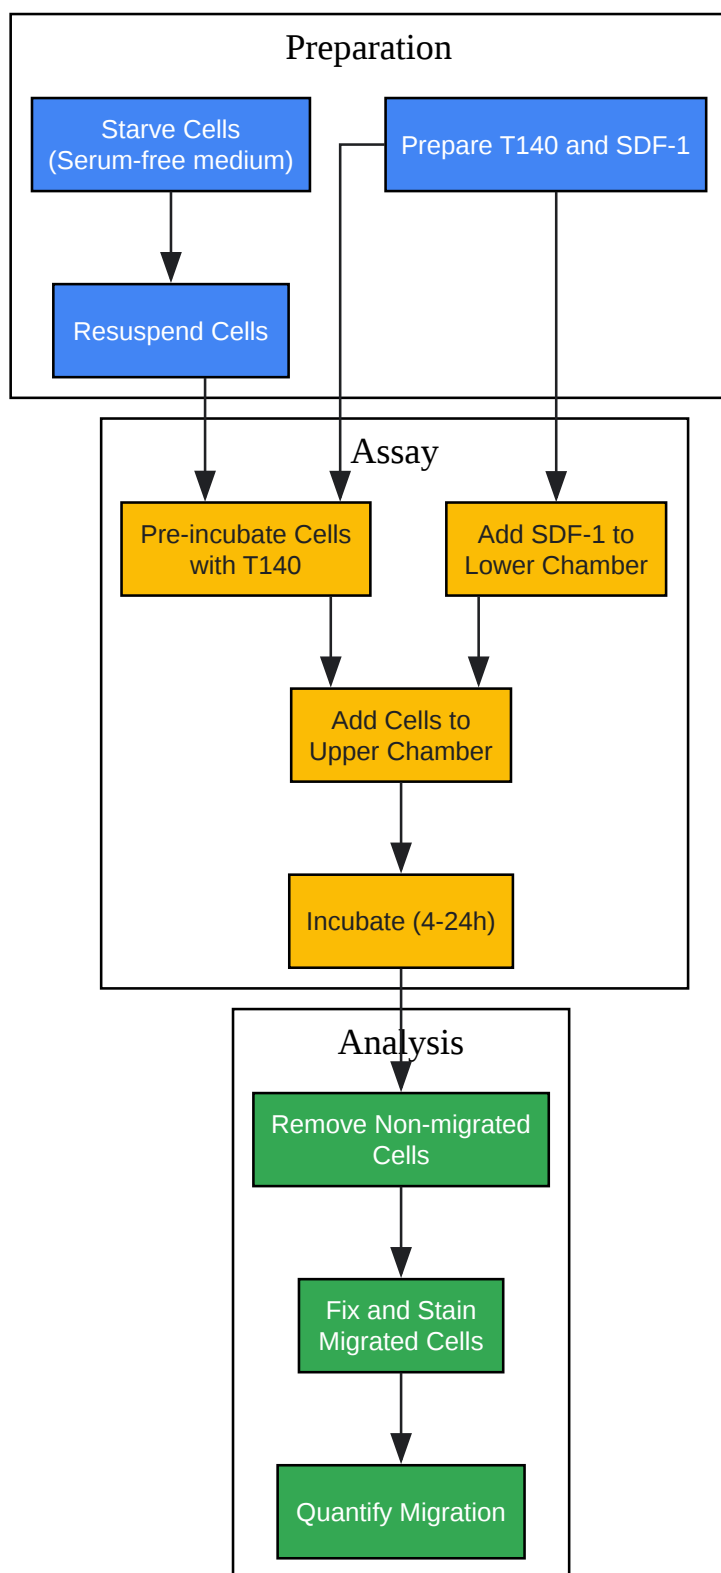 Preparation
Starve Cells
(Serum-free medium)
Prepare T140 and SDF-1
Resuspend Cells
Assay
Pre-incubate Cells
with T140
Add SDF-1 to
Lower Chamber
Add Cells to
Upper Chamber
Incubate (4-24h)
Analysis
Remove Non-migrated
Cells
Fix and Stain
Migrated Cells
Quantify Migration